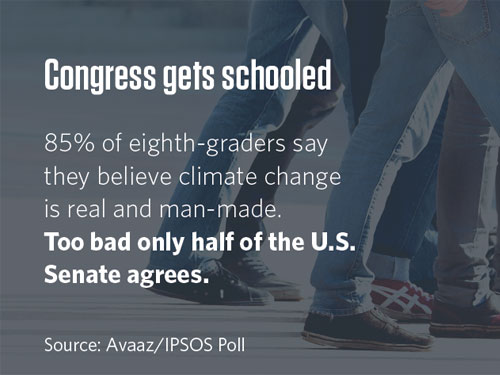 Congress gets schooled
85% of eighth-graders say
they believe climate change
is real and man-made.
Too bad only half of the U.S.
Senate agrees.
Source: Avaaz/IPSOS Poll